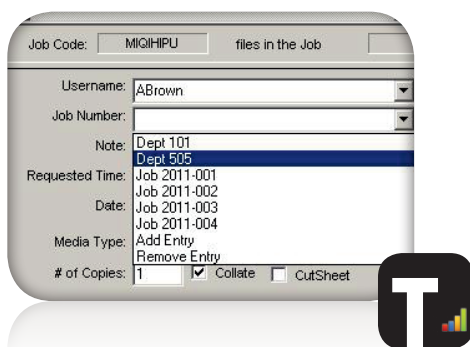 Job Code: MIQIHIPU files in the Job
Username: ABrown
Job Number:
Note: Dept 101
Dept 505
Requested Time: Job 2011-001
Job 2011-002
Date: Job 2011-003
Job 2011-004
Media Type: Add Entry
Remove Entry
# of Copies: 1 Collate CutSheet
T